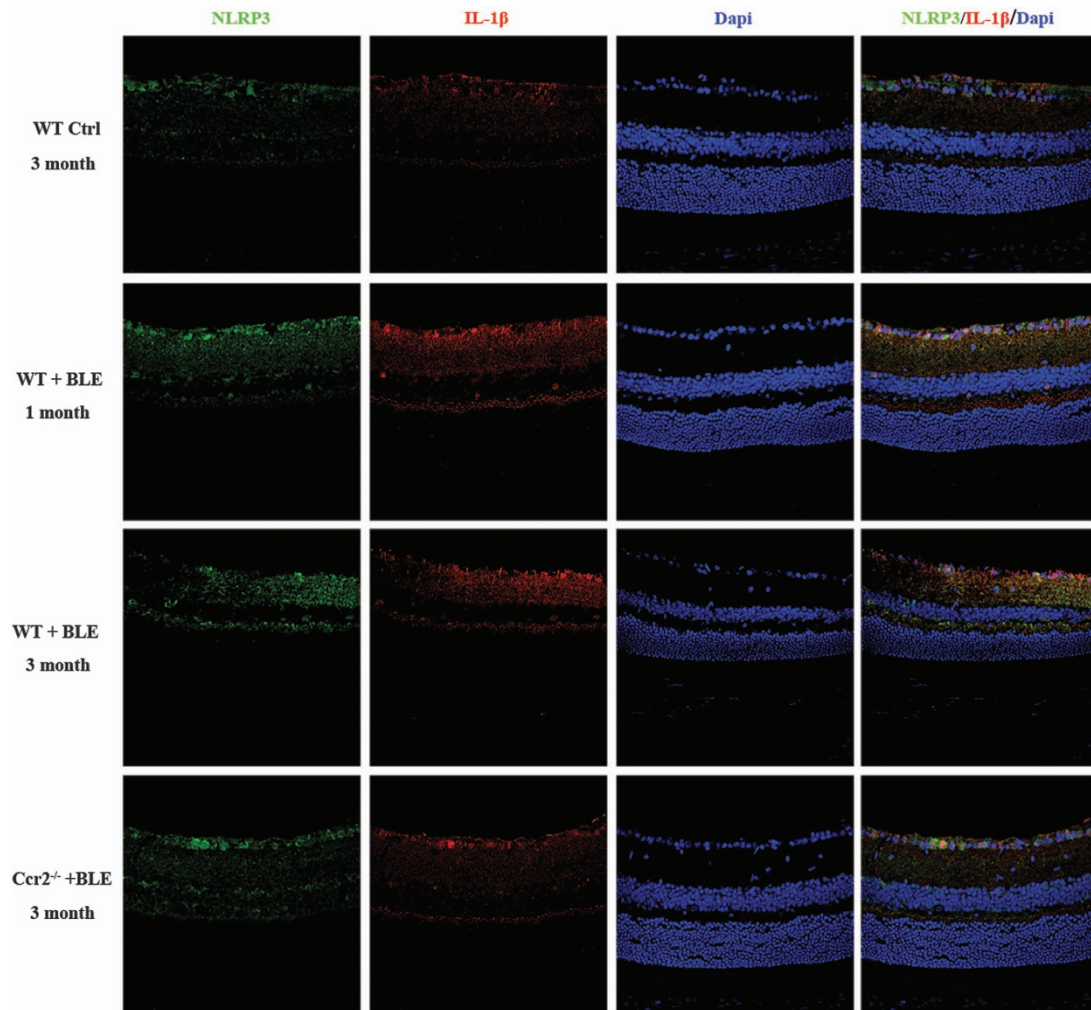 NLRP3 IL-1β Dapi NLRP3/IL-1β/Dapi
WT Ctrl
3 month
WT + BLE
1 month
WT + BLE
3 month
Ccr2⁻/⁻ +BLE
3 month